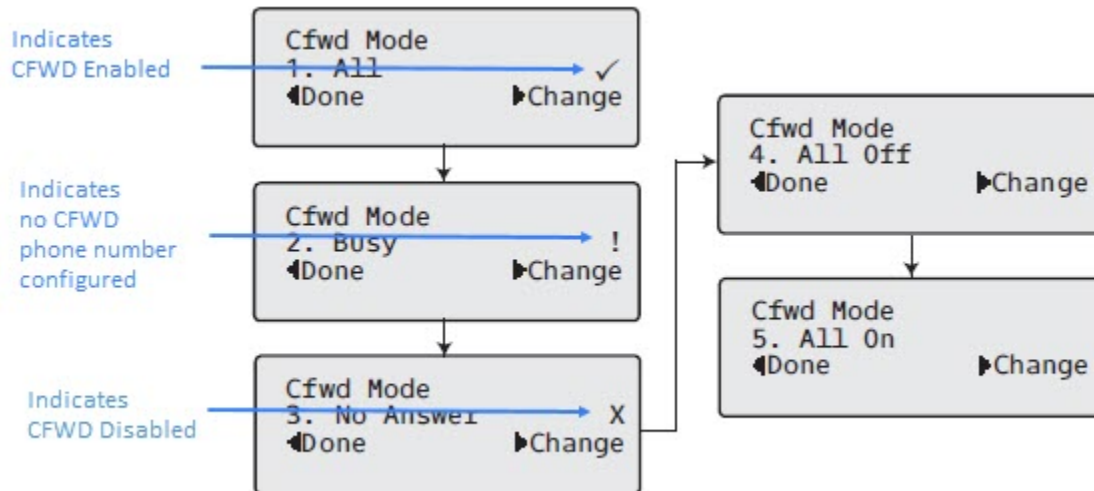 Indicates
CFWD Enabled
Cfwd Mode
1. All ✓
◀Done ▶Change
Indicates
no CFWD
phone number
configured
Cfwd Mode
2. Busy !
◀Done ▶Change
Indicates
CFWD Disabled
Cfwd Mode
3. No Answer X
◀Done ▶Change
Cfwd Mode
4. All Off
◀Done ▶Change
Cfwd Mode
5. All On
◀Done ▶Change